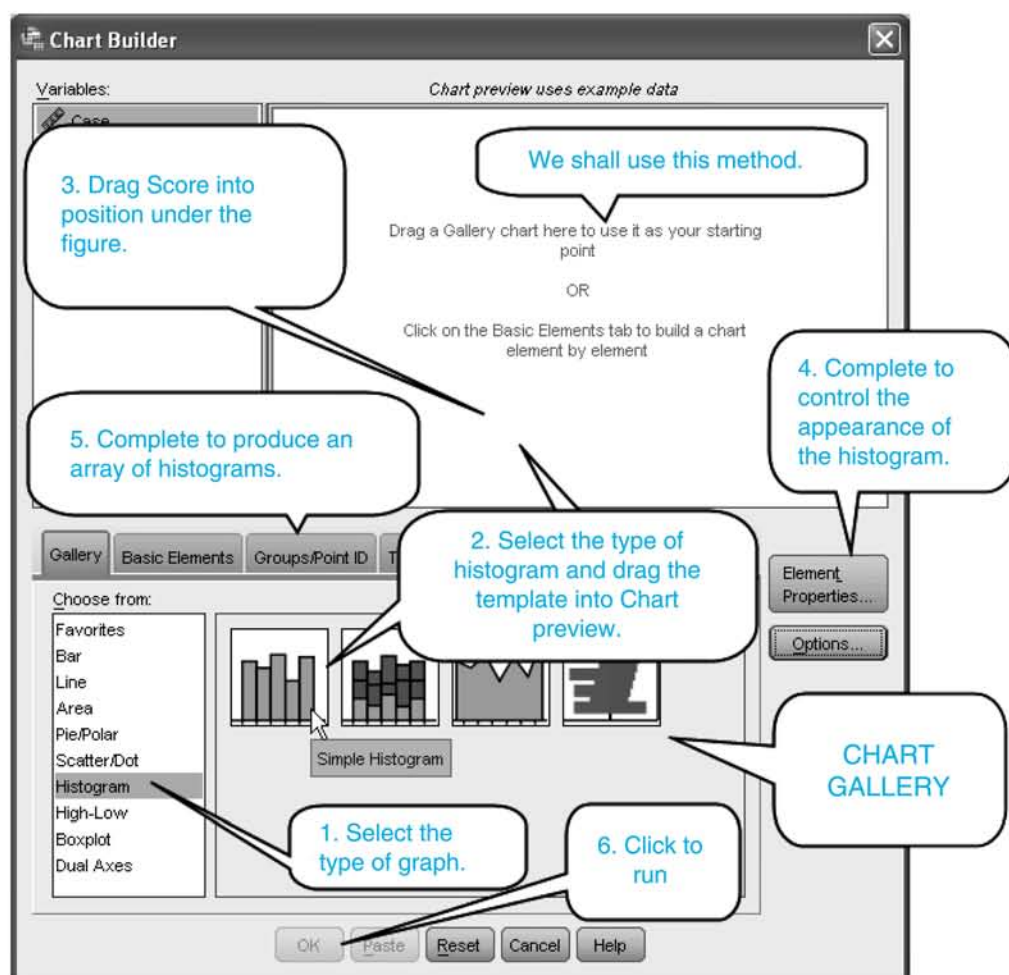 Chart Builder
Variables:
Chart preview uses example data
Case
We shall use this method.
3. Drag Score into
position under the
figure.
Drag a Gallery chart here to use it as your starting
point
OR
Click on the Basic Elements tab to build a chart
element by element
4. Complete to
control the
appearance of
the histogram.
5. Complete to produce an
array of histograms.
Gallery
Basic Elements
Groups/Point ID
2. Select the type of
histogram and drag the
template into Chart
preview.
Element
Properties...
Options...
Choose from:
Favorites
Bar
Line
Area
Pie/Polar
Scatter/Dot
Histogram
High-Low
Boxplot
Dual Axes
Simple Histogram
CHART
GALLERY
1. Select the
type of graph.
6. Click to
run
OK
Paste
Reset
Cancel
Help